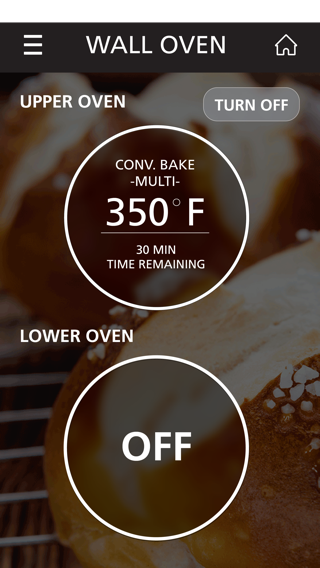 WALL OVEN
UPPER OVEN
TURN OFF
CONV. BAKE
-MULTI-
350°F
30 MIN
TIME REMAINING
LOWER OVEN
OFF